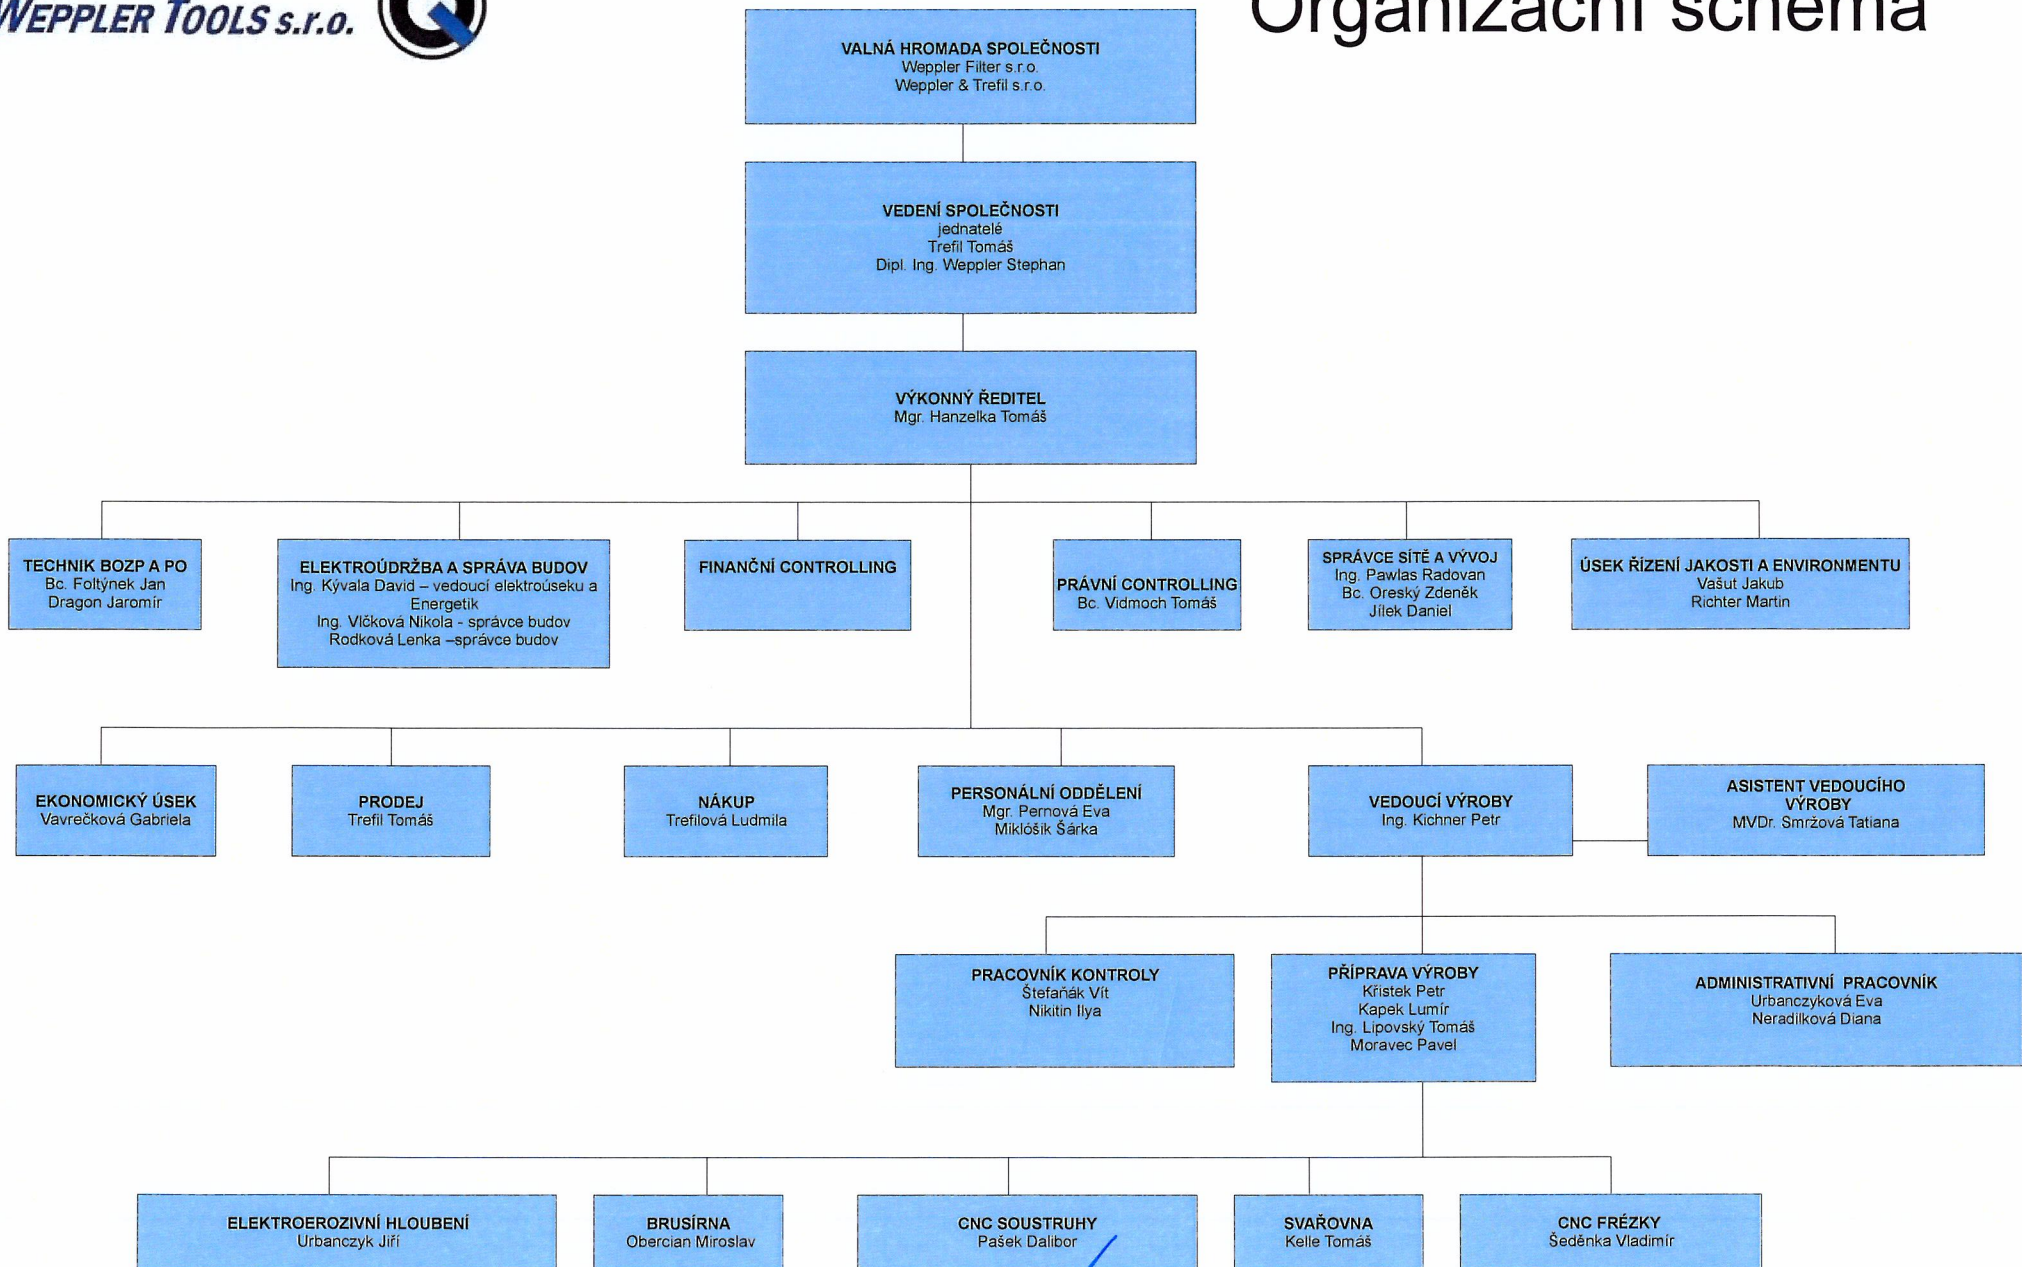 WEPPLER TOOLS s.r.o.
Organizační schéma
VALNÁ HROMADA SPOLEČNOSTI
Weppler Filter s.r.o.
Weppler & Trefil s.r.o.
VEDENÍ SPOLEČNOSTI
jednatelé
Trefil Tomáš
Dipl. Ing. Weppler Stephan
VÝKONNÝ ŘEDITEL
Mgr. Hanzelka Tomáš
TECHNIK BOZP A PO
Bc. Foltýnek Jan
Dragon Jaromír
ELEKTROÚDRŽBA A SPRÁVA BUDOV
Ing. Kývala David – vedoucí elektroúseku a
Energetik
Ing. Vlčková Nikola - správce budov
Rodková Lenka –správce budov
FINANČNÍ CONTROLLING
PRÁVNÍ CONTROLLING
Bc. Vidmoch Tomáš
SPRÁVCE SÍTĚ A VÝVOJ
Ing. Pawlas Radovan
Bc. Oreský Zdeněk
Jílek Daniel
ÚSEK ŘÍZENÍ JAKOSTI A ENVIRONMENTU
Vašut Jakub
Richter Martin
EKONOMICKÝ ÚSEK
Vavrečková Gabriela
PRODEJ
Trefil Tomáš
NÁKUP
Trefilová Ludmila
PERSONÁLNÍ ODDĚLENÍ
Mgr. Pernová Eva
Miklóšik Šárka
VEDOUCÍ VÝROBY
Ing. Kichner Petr
ASISTENT VEDOUCÍHO
VÝROBY
MVDr. Smržová Tatiana
PRACOVNÍK KONTROLY
Štefaňák Vít
Nikitin Ilya
PŘÍPRAVA VÝROBY
Křistek Petr
Kapek Lumír
Ing. Lipovský Tomáš
Moravec Pavel
ADMINISTRATIVNÍ PRACOVNÍK
Urbanczyková Eva
Neradilková Diana
ELEKTROEROZIVNÍ HLOUBENÍ
Urbanczyk Jiří
BRUSÍRNA
Obercian Miroslav
CNC SOUSTRUHY
Pašek Dalibor
SVAŘOVNA
Kelle Tomáš
CNC FRÉZKY
Šeděnka Vladimír